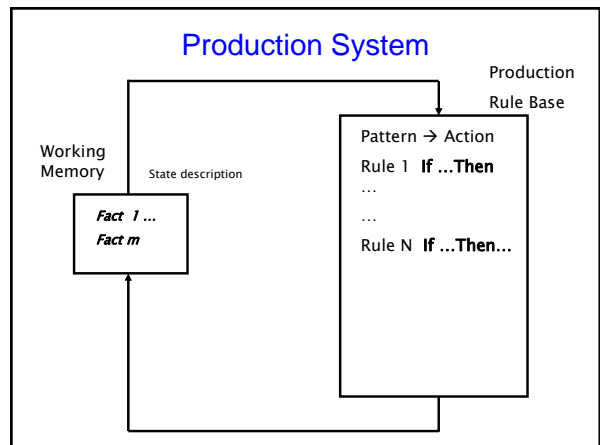 Production System
Production
Rule Base
Working
Memory
State description
Fact 1 ...
Fact m
Pattern → Action
Rule 1 If ...Then
...
...
Rule N If ...Then...